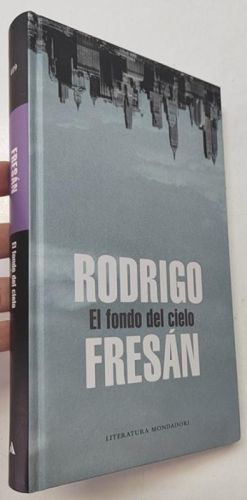 RODRIGO
El fondo del cielo
FRESÁN
LITERATURA MONDADORI
FRESÁN
El fondo del cielo